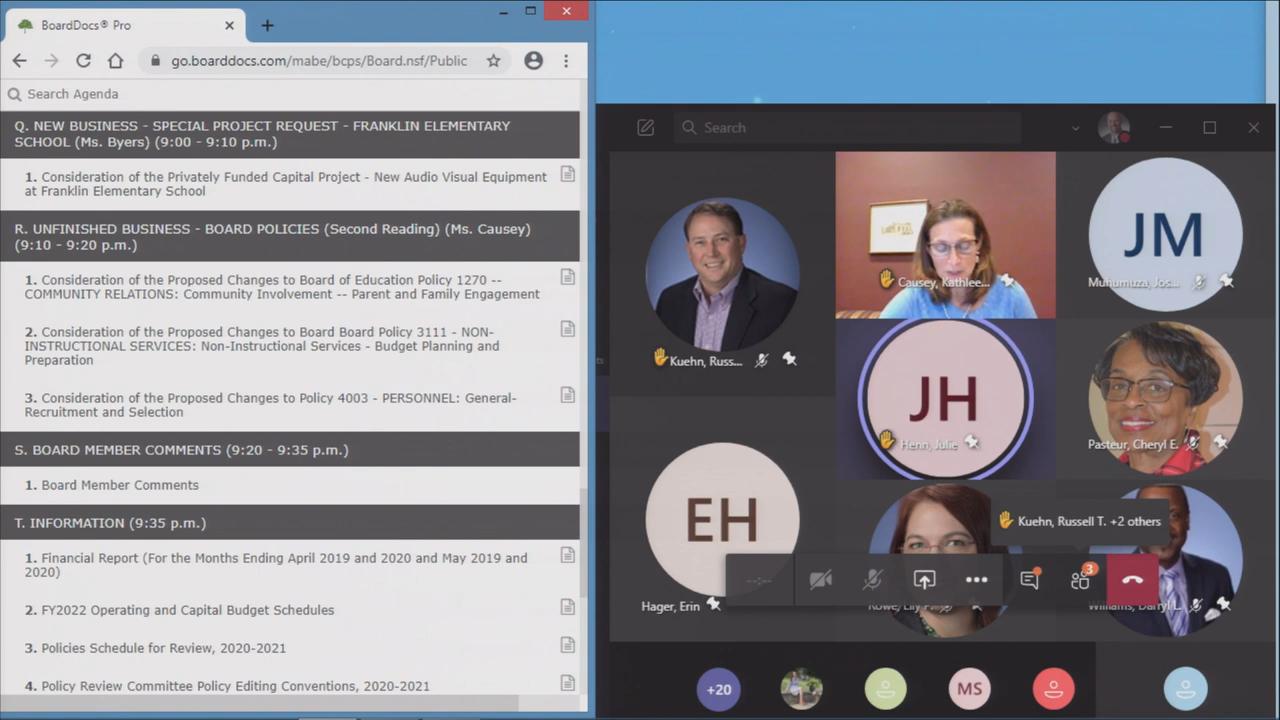 BoardDocs® Pro
go.boarddocs.com/mabe/bcps/Board.nsf/Public
Search Agenda
Q. NEW BUSINESS - SPECIAL PROJECT REQUEST - FRANKLIN ELEMENTARY
SCHOOL (Ms. Byers) (9:00 - 9:10 p.m.)
1. Consideration of the Privately Funded Capital Project - New Audio Visual Equipment
at Franklin Elementary School
R. UNFINISHED BUSINESS - BOARD POLICIES (Second Reading) (Ms. Causey)
(9:10 - 9:20 p.m.)
1. Consideration of the Proposed Changes to Board of Education Policy 1270 --
COMMUNITY RELATIONS: Community Involvement -- Parent and Family Engagement
2. Consideration of the Proposed Changes to Board Board Policy 3111 - NON-
INSTRUCTIONAL SERVICES: Non-Instructional Services - Budget Planning and
Preparation
3. Consideration of the Proposed Changes to Policy 4003 - PERSONNEL: General-
Recruitment and Selection
S. BOARD MEMBER COMMENTS (9:20 - 9:35 p.m.)
1. Board Member Comments
T. INFORMATION (9:35 p.m.)
1. Financial Report (For the Months Ending April 2019 and 2020 and May 2019 and
2020)
2. FY2022 Operating and Capital Budget Schedules
3. Policies Schedule for Review, 2020-2021
4. Policy Review Committee Policy Editing Conventions, 2020-2021
Search
Kuehn, Russ...
Causey, Kathlee...
JM
Muhumuza, Jos...
JH
Henn, Julie
Pasteur, Cheryl E.
EH
Hager, Erin
Kuehn, Russell T. +2 others
--:--
3
Rowe, Lily
Williams, Darryl L.
+20
MS